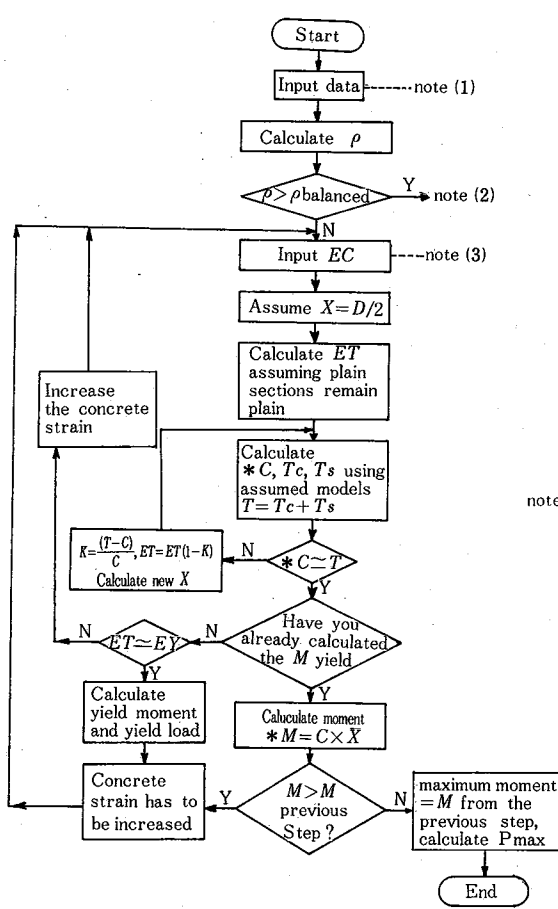 Start
Input data
note (1)
Calculate ρ
ρ>ρbalanced
Y
note (2)
N
Input EC
note (3)
Assume X=D/2
Calculate ET
assuming plain
sections remain
plain
Increase
the concrete
strain
Calculate
*C, Tc, Ts using
assumed models
T=Tc+Ts
note
K=(T-C)/C, ET=ET(1-K)
Calculate new X
N
*C≃T
Y
Have you
already calculated
the M yield
N
ET≃EY
N
Y
Y
Calculate
yield moment
and yield load
Caluculate moment
*M=C×X
Concrete
strain has to
be increased
Y
M>M
previous
Step?
N
maximum moment
=M from the
previous step,
calculate Pmax
End